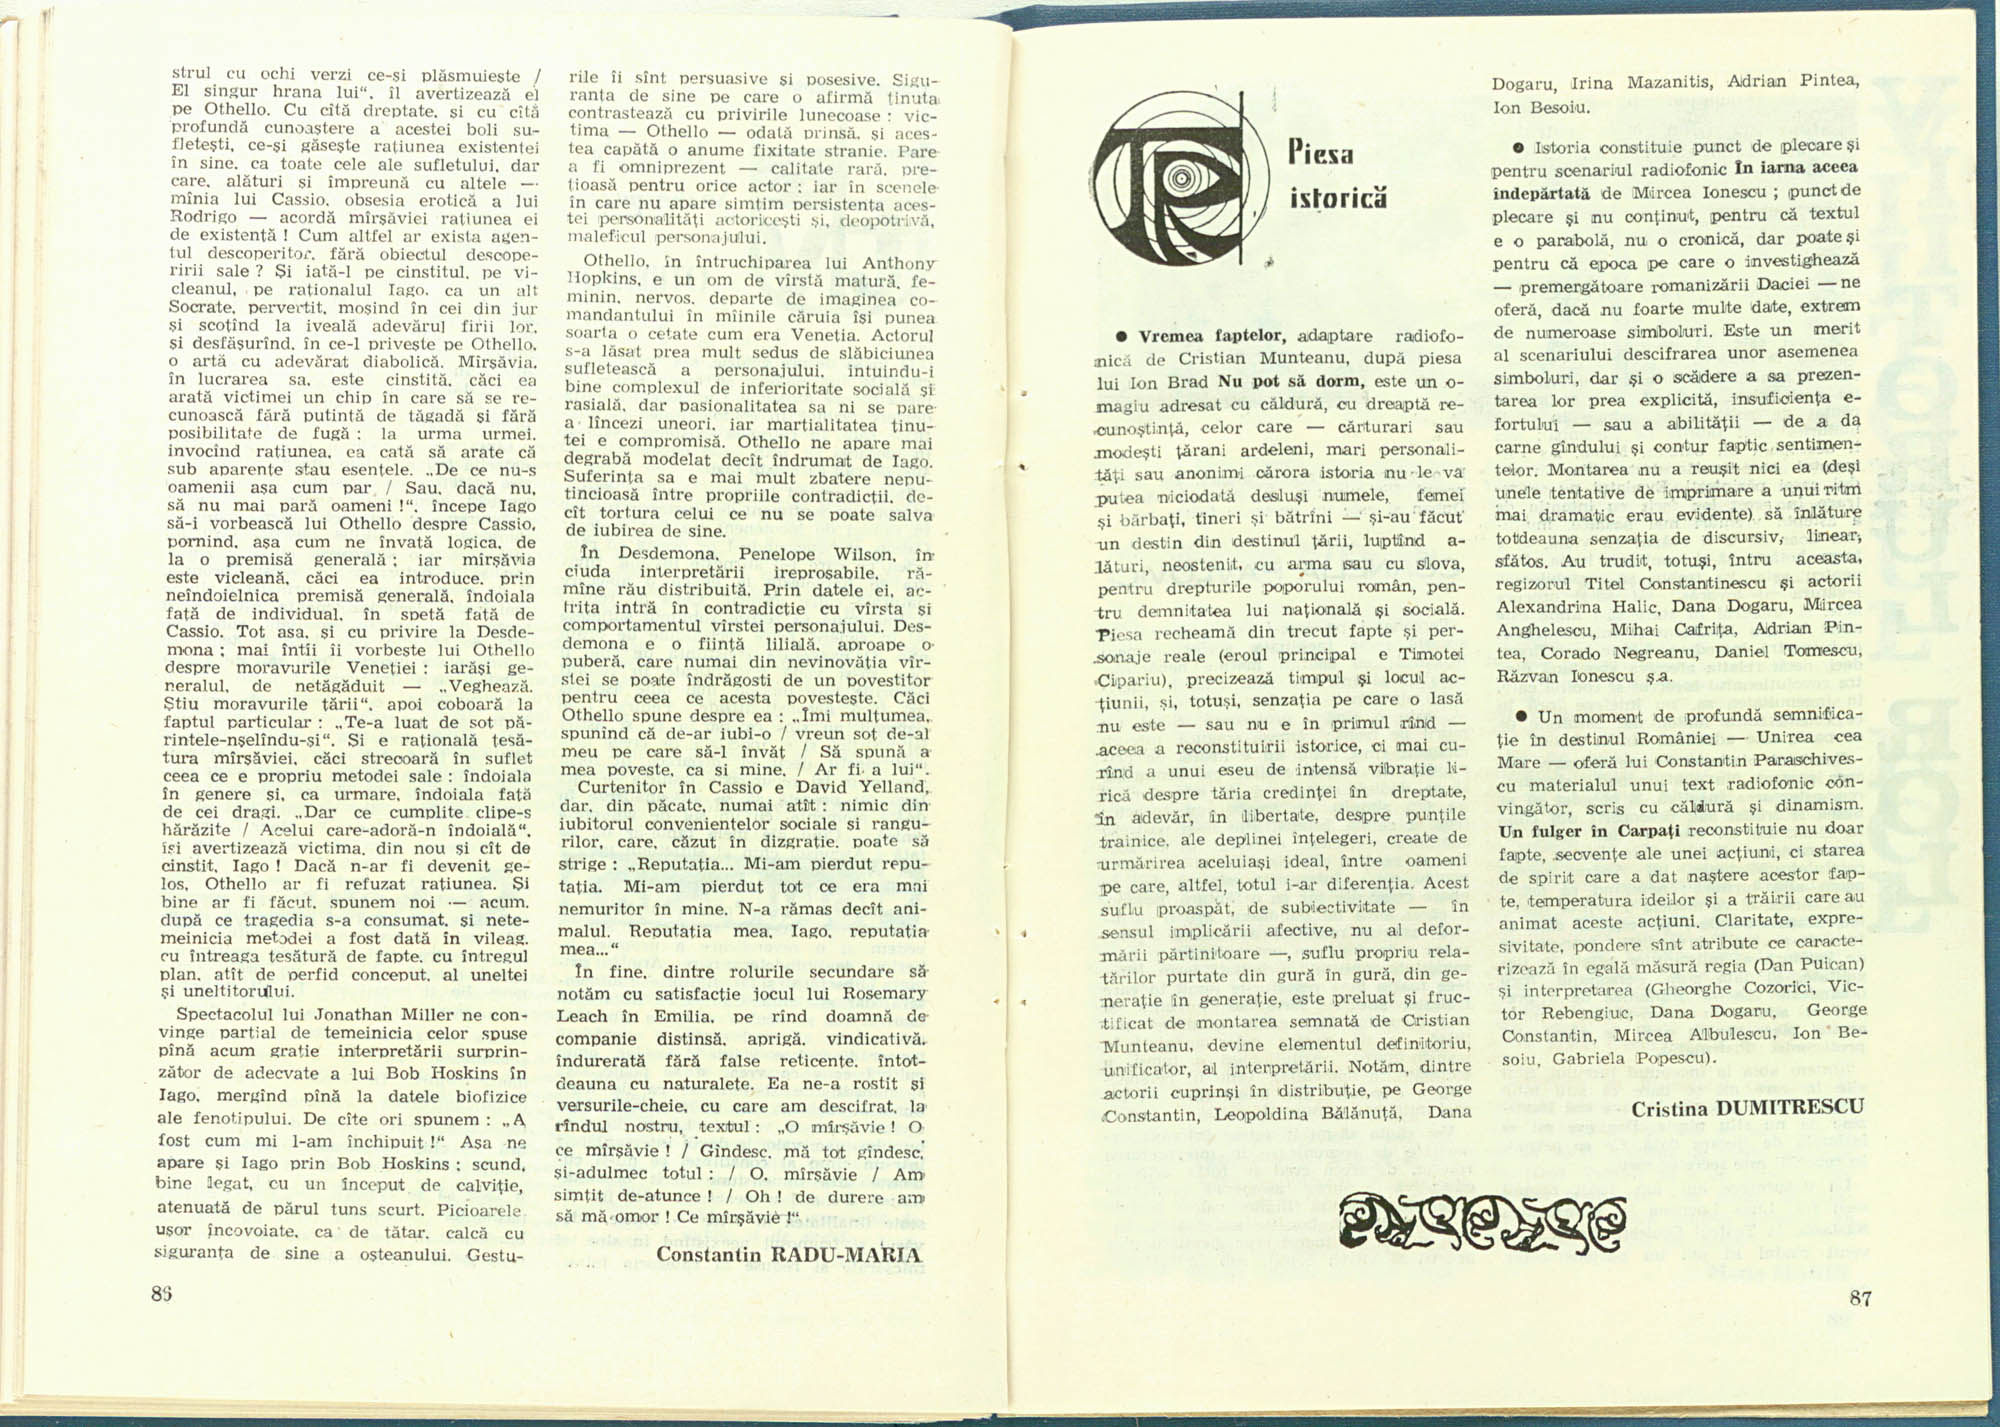 strul cu ochi verzi ce-si plăsmuiește /
El singur hrana lui“. îl avertizează el
pe Othello. Cu cîtă dreptate, si cu cîtă
profundă cunoaștere a acestei boli su-
fletești, ce-și găsește rațiunea existenței
în sine, ca toate cele ale sufletului, dar
care, alături si împreună cu altele —
mînia lui Cassio, obsesia erotică a lui
Rodrigo — acordă mîrșăviei rațiunea ei
de existentă ! Cum altfel ar exista agen-
tul descoperitor, fără obiectul descope-
ririi sale ? Și iată-l pe cinstitul, pe vi-
cleanul, pe raționalul Iago, ca un alt
Socrate, pervertit, moșind în cei din jur
și scotînd la iveală adevărul firii lor,
și desfășurînd, în ce-l privește pe Othello,
o artă cu adevărat diabolică. Mîrșăvia,
în lucrarea sa, este cinstită, căci ea
arată victimei un chip în care să se re-
cunoască fără putință de tăgadă și fără
posibilitate de fugă : la urma urmei,
invocînd rațiunea, ea cată să arate că
sub aparente stau esențele. „De ce nu-s
oamenii asa cum par / Sau, dacă nu,
să nu mai pară oameni !“, începe Iago
să-i vorbească lui Othello despre Cassio,
pornind, asa cum ne învată logica, de
la o premisă generală ; iar mîrșăvia
este vicleană, căci ea introduce, prin
neîndoielnica premisă generală, îndoiala
față de individual, în spetă față de
Cassio. Tot asa, și cu privire la Desde-
mona ; mai întîi îi vorbește lui Othello
despre moravurile Veneției : iarăși ge-
neralul, de netăgăduit — „Veghează.
Știu moravurile țării“, apoi coboară la
faptul particular : „Te-a luat de sot pă-
rintele-nșelîndu-și“. Si e rațională țesă-
tura mîrșăviei, căci strecoară în suflet
ceea ce e propriu metodei sale : îndoiala
în genere și, ca urmare, îndoiala față
de cei dragi. „Dar ce cumplite clipe-s
hărăzite / Acelui care-adoră-n îndoială“,
își avertizează victima, din nou și cît de
cinstit, Iago ! Dacă n-ar fi devenit ge-
los, Othello ar fi refuzat rațiunea. Și
bine ar fi făcut, spunem noi — acum,
după ce tragedia s-a consumat, si nete-
meinicia metodei a fost dată în vileag,
cu întreaga țesătură de fapte, cu întregul
plan, atît de perfid conceput, al uneltei
și uneltitorului.
Spectacolul lui Jonathan Miller ne con-
vinge parțial de temeinicia celor spuse
pînă acum grație interpretării surprin-
zător de adecvate a lui Bob Hoskins în
Iago, mergînd pînă la datele biofizice
ale fenotipului. De cîte ori spunem : „A
fost cum mi l-am închipuit !“ Așa ne
apare și Iago prin Bob Hoskins : scund,
bine legat, cu un început de calviție,
atenuată de părul tuns scurt. Picioarele
ușor încovoiate, ca de tătar, calcă cu
siguranța de sine a oșteanului. Gestu-
rile îi sînt persuasive și posesive. Sigu-
ranța de sine pe care o afirmă ținuta
contrastează cu privirile lunecoase : vic-
tima — Othello — odată prinsă, și aces-
tea capătă o anume fixitate stranie. Pare
a fi omniprezent — calitate rară, pre-
țioasă pentru orice actor ; iar în scenele
în care nu apare simțim persistența aces-
tei personalități actoricești și, deopotrivă,
maleficul personajului.
Othello, în întruchiparea lui Anthony
Hopkins, e un om de vîrstă matură, fe-
minin, nervos, departe de imaginea co-
mandantului în mîinile căruia își punea
soarta o cetate cum era Veneția. Actorul
s-a lăsat prea mult sedus de slăbiciunea
sufletească a personajului, intuindu-i
bine complexul de inferioritate socială și
rasială, dar pasionalitatea sa ni se pare
a lîncezi uneori, iar martialitatea ținu-
tei e compromisă. Othello ne apare mai
degrabă modelat decît îndrumat de Iago.
Suferința sa e mai mult zbatere nepu-
tincioasă între propriile contradicții, de-
cît tortura celui ce nu se poate salva
de iubirea de sine.
În Desdemona, Penelope Wilson, în
ciuda interpretării ireproșabile, ră-
mîne rău distribuită. Prin datele ei, ac-
trița intră în contradicție cu vîrsta și
comportamentul vîrstei personajului. Des-
demona e o ființă lilială, aproape o
puberă, care numai din nevinovăția vîr-
stei se poate îndrăgosti de un povestitor
pentru ceea ce acesta povestește. Căci
Othello spune despre ea : „Îmi multumea,
spunînd că de-ar iubi-o / vreun sot de-al
meu pe care să-l învăț / Să spună a
mea poveste, ca si mine, / Ar fi a lui“.
Curtenitor în Cassio e David Yelland,
dar, din păcate, numai atît : nimic din
iubitorul convenientelor sociale si rangu-
rilor, care, căzut în dizgrație, poate să
strige : „Reputația... Mi-am pierdut repu-
tația. Mi-am pierdut tot ce era mai
nemuritor în mine. N-a rămas decît ani-
malul. Reputatia mea, Iago, reputatia
mea...“
În fine, dintre rolurile secundare să
notăm cu satisfacție jocul lui Rosemary
Leach în Emilia, pe rînd doamnă de
companie distinsă, aprigă, vindicativă,
îndurerată fără false reticențe, întot-
deauna cu naturalețe. Ea ne-a rostit și
versurile-cheie, cu care am descifrat, la
rîndul nostru, textul : „O mîrșăvie ! O
ce mîrșăvie ! / Gîndesc, mă tot gîndesc,
și-adulmec totul : / O, mîrșăvie / Am
simțit de-atunce ! / Oh ! de durere am
să mă omor ! Ce mîrșăvie !“
Constantin RADU-MARIA
86
Piesa
istorică
● Vremea faptelor, adaptare radiofo-
nică de Cristian Munteanu, după piesa
lui Ion Brad Nu pot să dorm, este un o-
magiu adresat cu căldură, cu dreaptă re-
cunoștință, celor care — cărturari sau
modești țărani ardeleni, mari personali-
tăți sau anonimi cărora istoria nu le va
putea niciodată desluși numele, femei
și bărbați, tineri și bătrîni — și-au făcut
un destin din destinul țării, luptînd a-
lături, neostenit, cu arma sau cu slova,
pentru drepturile poporului român, pen-
tru demnitatea lui națională și socială.
Piesa recheamă din trecut fapte și per-
sonaje reale (eroul principal e Timotei
Cipariu), precizează timpul și locul ac-
țiunii, și, totuși, senzația pe care o lasă
nu este — sau nu e în primul rînd —
aceea a reconstituirii istorice, ci mai cu-
rînd a unui eseu de intensă vibrație li-
rică despre tăria credinței în dreptate,
în adevăr, în libertate, despre punțile
trainice, ale deplinei înțelegeri, create de
urmărirea aceluiași ideal, între oameni
pe care, altfel, totul i-ar diferenția. Acest
suflu proaspăt, de subiectivitate — în
sensul implicării afective, nu al defor-
mării părtinitoare —, suflu propriu rela-
tărilor purtate din gură în gură, din ge-
nerație în generație, este preluat și fruc-
tificat de montarea semnată de Cristian
Munteanu, devine elementul definitoriu,
unificator, al interpretării. Notăm, dintre
actorii cuprinși în distribuție, pe George
Constantin, Leopoldina Bălănuță, Dana
Dogaru, Irina Mazanitis, Adrian Pintea,
Ion Besoiu.
● Istoria constituie punct de plecare și
pentru scenariul radiofonic În iarna aceea
îndepărtată de Mircea Ionescu ; punct de
plecare și nu conținut, pentru că textul
e o parabolă, nu o cronică, dar poate și
pentru că epoca pe care o investighează
— premergătoare romanizării Daciei — ne
oferă, dacă nu foarte multe date, extrem
de numeroase simboluri. Este un merit
al scenariului descifrarea unor asemenea
simboluri, dar și o scădere a sa prezen-
tarea lor prea explicită, insuficiența e-
fortului — sau a abilității — de a da
carne gîndului și contur faptic sentimen-
telor. Montarea nu a reușit nici ea (deși
unele tentative de imprimare a unui ritm
mai dramatic erau evidente) să înlăture
totdeauna senzația de discursiv, linear,
sfătos. Au trudit, totuși, întru aceasta,
regizorul Titel Constantinescu și actorii
Alexandrina Halic, Dana Dogaru, Mircea
Anghelescu, Mihai Cafrița, Adrian Pin-
tea, Corado Negreanu, Daniel Tomescu,
Răzvan Ionescu ș.a.
● Un moment de profundă semnifica-
ție în destinul României — Unirea cea
Mare — oferă lui Constantin Paraschives-
cu materialul unui text radiofonic con-
vingător, scris cu căldură și dinamism.
Un fulger în Carpați reconstituie nu doar
fapte, secvențe ale unei acțiuni, ci starea
de spirit care a dat naștere acestor fap-
te, temperatura ideilor și a trăirii care au
animat aceste acțiuni. Claritate, expre-
sivitate, pondere sînt atribute ce caracte-
rizează în egală măsură regia (Dan Puican)
și interpretarea (Gheorghe Cozorici, Vic-
tor Rebengiuc, Dana Dogaru, George
Constantin, Mircea Albulescu, Ion Be-
soiu, Gabriela Popescu).
Cristina DUMITRESCU
87